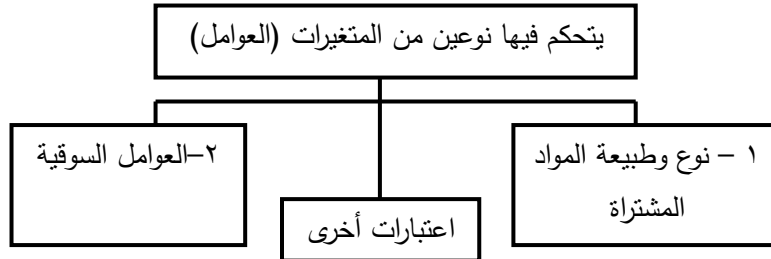 يتحكم فيها نوعين من المتغيرات (العوامل)
١ – نوع وطبيعة المواد
المشتراة
٢–العوامل السوقية
اعتبارات أخرى